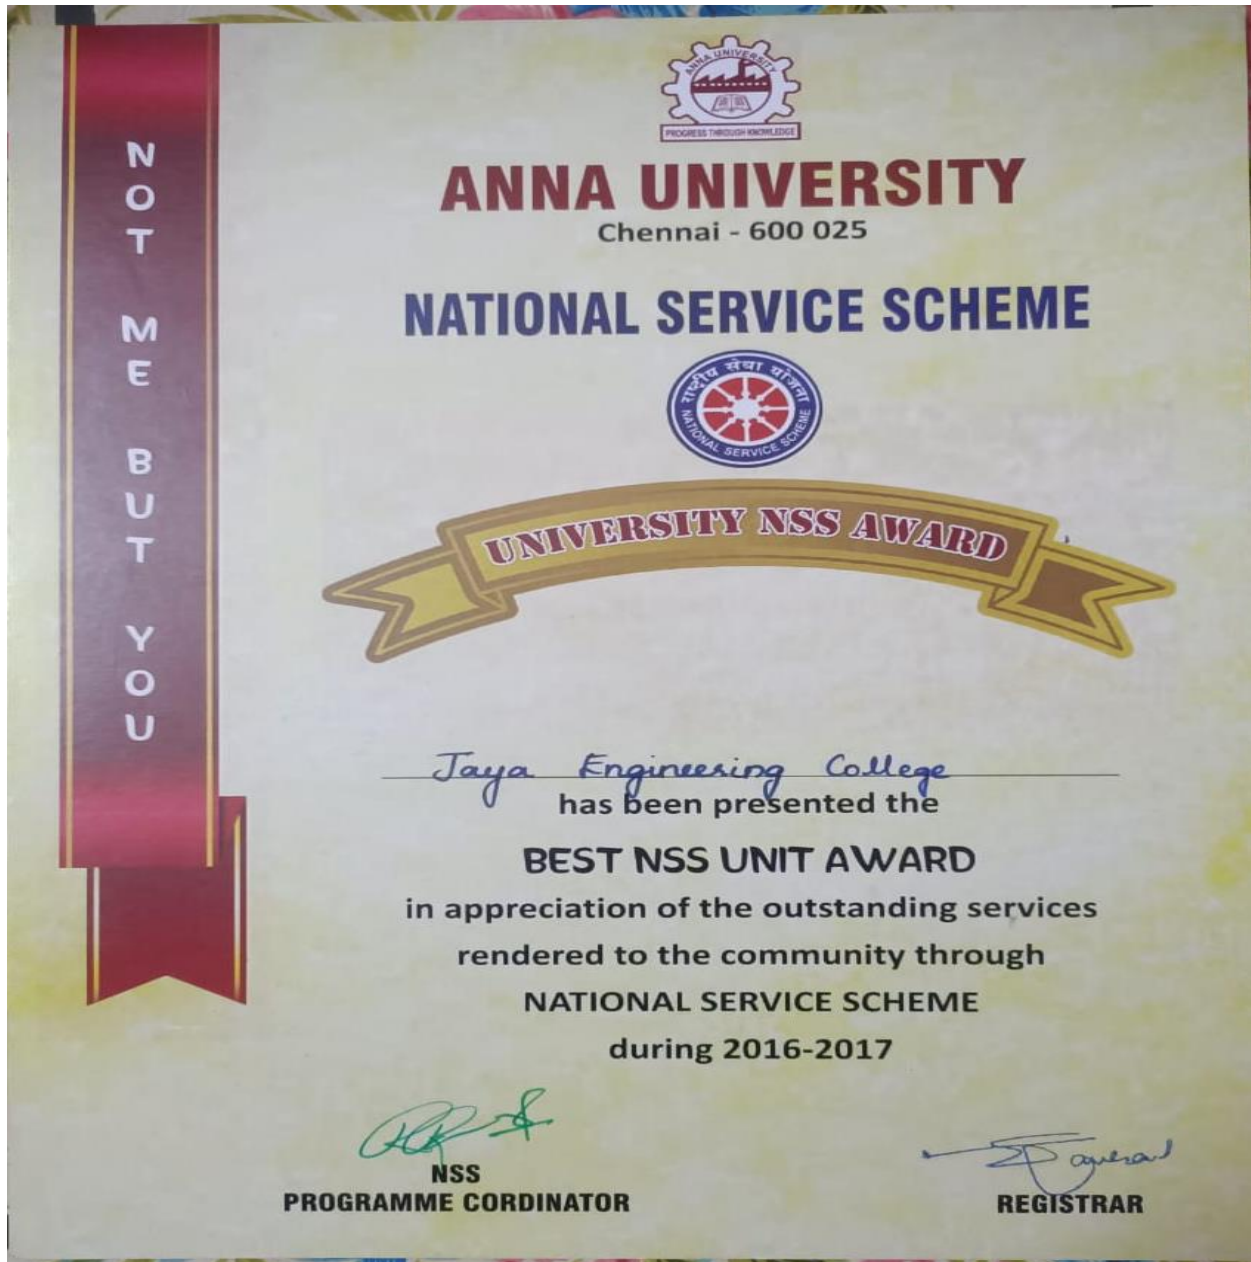 NOT ME BUT YOU
ANNA UNIVERSITY
PROGRESS THROUGH KNOWLEDGE
ANNA UNIVERSITY
Chennai - 600 025
NATIONAL SERVICE SCHEME
राष्ट्रीय सेवा योजना
NATIONAL SERVICE SCHEME
UNIVERSITY NSS AWARD
Jaya Engineering College
has been presented the
BEST NSS UNIT AWARD
in appreciation of the outstanding services
rendered to the community through
NATIONAL SERVICE SCHEME
during 2016-2017
NSS
PROGRAMME CORDINATOR
REGISTRAR